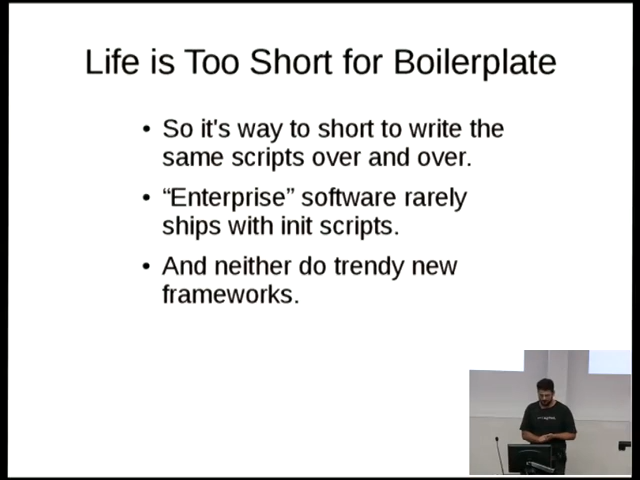 Life is Too Short for Boilerplate
• So it's way to short to write the
same scripts over and over.
• “Enterprise” software rarely
ships with init scripts.
• And neither do trendy new
frameworks.